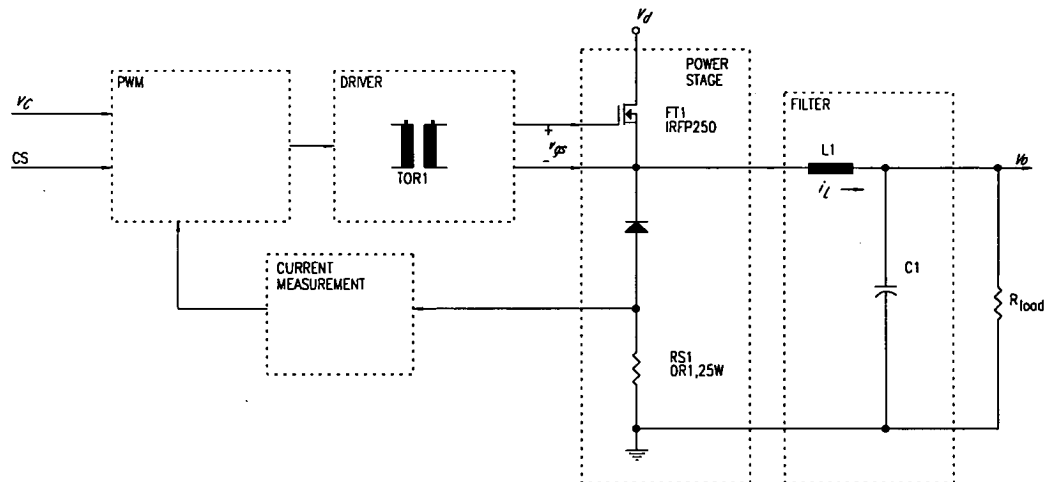 V_d
PWM
DRIVER
POWER
STAGE
FILTER
V_C
CS
TOR1
+
V_gs
-
FT1
IRFP250
L1
i_L
V_o
CURRENT
MEASUREMENT
C1
R_load
RS1
0R1,25W